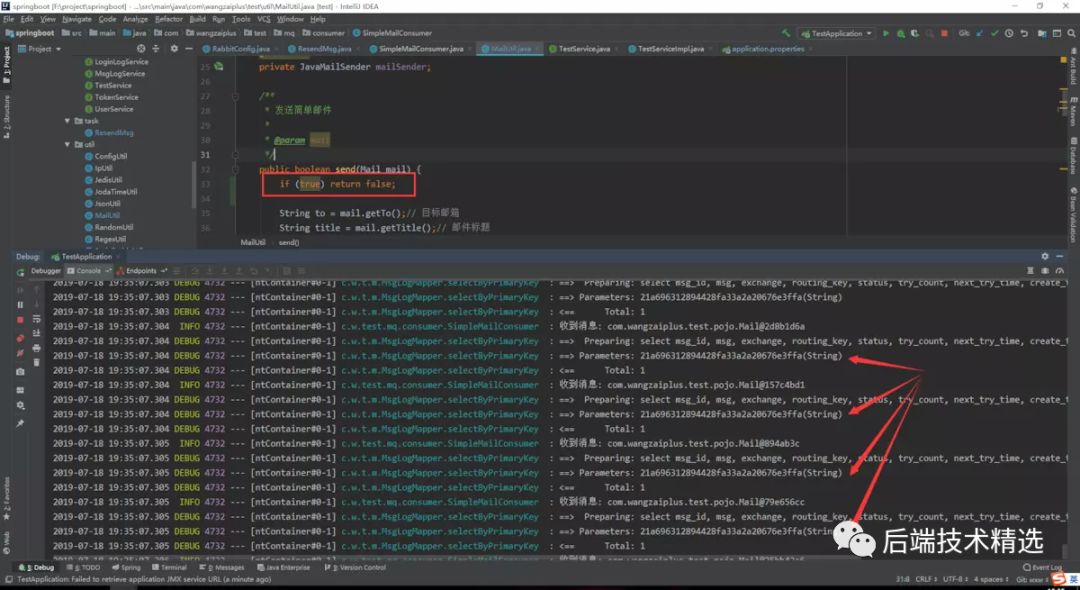 springboot [F:\project\springboot] - ...\src\main\java\com\wangzaiplus\test\util\MailUtil.java [test] - IntelliJ IDEA
File Edit View Navigate Code Analyze Refactor Build Run Tools VCS Window Help
springboot src main java com wangzaiplus test mq consumer SimpleMailConsumer TestApplication Git:
Project RabbitConfig.java ResendMsg.java SimpleMailConsumer.java MailUtil.java TestService.java TestServiceImpl.java application.properties
LoginLogService
MsgLogService
TestService
TokenService
UserService
task
ResendMsg
util
ConfigUtil
IpUtil
JedisUtil
JodaTimeUtil
JsonUtil
MailUtil
RandomUtil
RegexUtil
25 private JavaMailSender mailSender;
26
27 /**
28 * 发送简单邮件
29 *
30 * @param mail
31 */
32 public boolean send(Mail mail) {
33 if (true) return false;
34
35 String to = mail.getTo();// 目标邮箱
36 String title = mail.getTitle();// 邮件标题
MailUtil send()
1: Project
2: Structure
2: Favorites
Web
Ant Build
Maven
Database
Bean Validation
Debug: TestApplication
Debugger Console Endpoints
2019-07-18 19:35:07.303 DEBUG 4732 --- [ntContainer#0-1] c.w.t.m.MsgLogMapper.selectByPrimaryKey : ==> Preparing: select msg_id, msg, exchange, routing_key, status, try_count, next_try_time, create_t
2019-07-18 19:35:07.303 DEBUG 4732 --- [ntContainer#0-1] c.w.t.m.MsgLogMapper.selectByPrimaryKey : ==> Parameters: 21a696312894428fa33a2a20676e3ffa(String)
2019-07-18 19:35:07.303 DEBUG 4732 --- [ntContainer#0-1] c.w.t.m.MsgLogMapper.selectByPrimaryKey : <== Total: 1
2019-07-18 19:35:07.304 INFO 4732 --- [ntContainer#0-1] c.w.test.mq.consumer.SimpleMailConsumer : 收到消息: com.wangzaiplus.test.pojo.Mail@2d8b1d6a
2019-07-18 19:35:07.304 DEBUG 4732 --- [ntContainer#0-1] c.w.t.m.MsgLogMapper.selectByPrimaryKey : ==> Preparing: select msg_id, msg, exchange, routing_key, status, try_count, next_try_time, create_t
2019-07-18 19:35:07.304 DEBUG 4732 --- [ntContainer#0-1] c.w.t.m.MsgLogMapper.selectByPrimaryKey : ==> Parameters: 21a696312894428fa33a2a20676e3ffa(String)
2019-07-18 19:35:07.304 DEBUG 4732 --- [ntContainer#0-1] c.w.t.m.MsgLogMapper.selectByPrimaryKey : <== Total: 1
2019-07-18 19:35:07.304 INFO 4732 --- [ntContainer#0-1] c.w.test.mq.consumer.SimpleMailConsumer : 收到消息: com.wangzaiplus.test.pojo.Mail@157c4bd1
2019-07-18 19:35:07.304 DEBUG 4732 --- [ntContainer#0-1] c.w.t.m.MsgLogMapper.selectByPrimaryKey : ==> Preparing: select msg_id, msg, exchange, routing_key, status, try_count, next_try_time, create_t
2019-07-18 19:35:07.304 DEBUG 4732 --- [ntContainer#0-1] c.w.t.m.MsgLogMapper.selectByPrimaryKey : ==> Parameters: 21a696312894428fa33a2a20676e3ffa(String)
2019-07-18 19:35:07.304 DEBUG 4732 --- [ntContainer#0-1] c.w.t.m.MsgLogMapper.selectByPrimaryKey : <== Total: 1
2019-07-18 19:35:07.305 INFO 4732 --- [ntContainer#0-1] c.w.test.mq.consumer.SimpleMailConsumer : 收到消息: com.wangzaiplus.test.pojo.Mail@894ab3c
2019-07-18 19:35:07.305 DEBUG 4732 --- [ntContainer#0-1] c.w.t.m.MsgLogMapper.selectByPrimaryKey : ==> Preparing: select msg_id, msg, exchange, routing_key, status, try_count, next_try_time, create_t
2019-07-18 19:35:07.305 DEBUG 4732 --- [ntContainer#0-1] c.w.t.m.MsgLogMapper.selectByPrimaryKey : ==> Parameters: 21a696312894428fa33a2a20676e3ffa(String)
2019-07-18 19:35:07.305 DEBUG 4732 --- [ntContainer#0-1] c.w.t.m.MsgLogMapper.selectByPrimaryKey : <== Total: 1
2019-07-18 19:35:07.305 INFO 4732 --- [ntContainer#0-1] c.w.test.mq.consumer.SimpleMailConsumer : 收到消息: com.wangzaiplus.test.pojo.Mail@79e656cc
2019-07-18 19:35:07.305 DEBUG 4732 --- [ntContainer#0-1] c.w.t.m.MsgLogMapper.selectByPrimaryKey : ==> Preparing: select msg_id, msg, exchange, routing_key, status, try_count, next_try_time, create_t
2019-07-18 19:35:07.305 DEBUG 4732 --- [ntContainer#0-1] c.w.t.m.MsgLogMapper.selectByPrimaryKey : ==> Parameters: 21a696312894428fa33a2a20676e3ffa(String)
2019-07-18 19:35:07.305 DEBUG 4732 --- [ntContainer#0-1] c.w.t.m.MsgLogMapper.selectByPrimaryKey : <== Total: 1
后端技术精选
5: Debug 6: TODO Spring Terminal 0: Messages Java Enterprise 9: Version Control Event Log
TestApplication: Failed to retrieve application JMX service URL (a minute ago) 31:8 CRLF UTF-8 4 spaces Git: 英